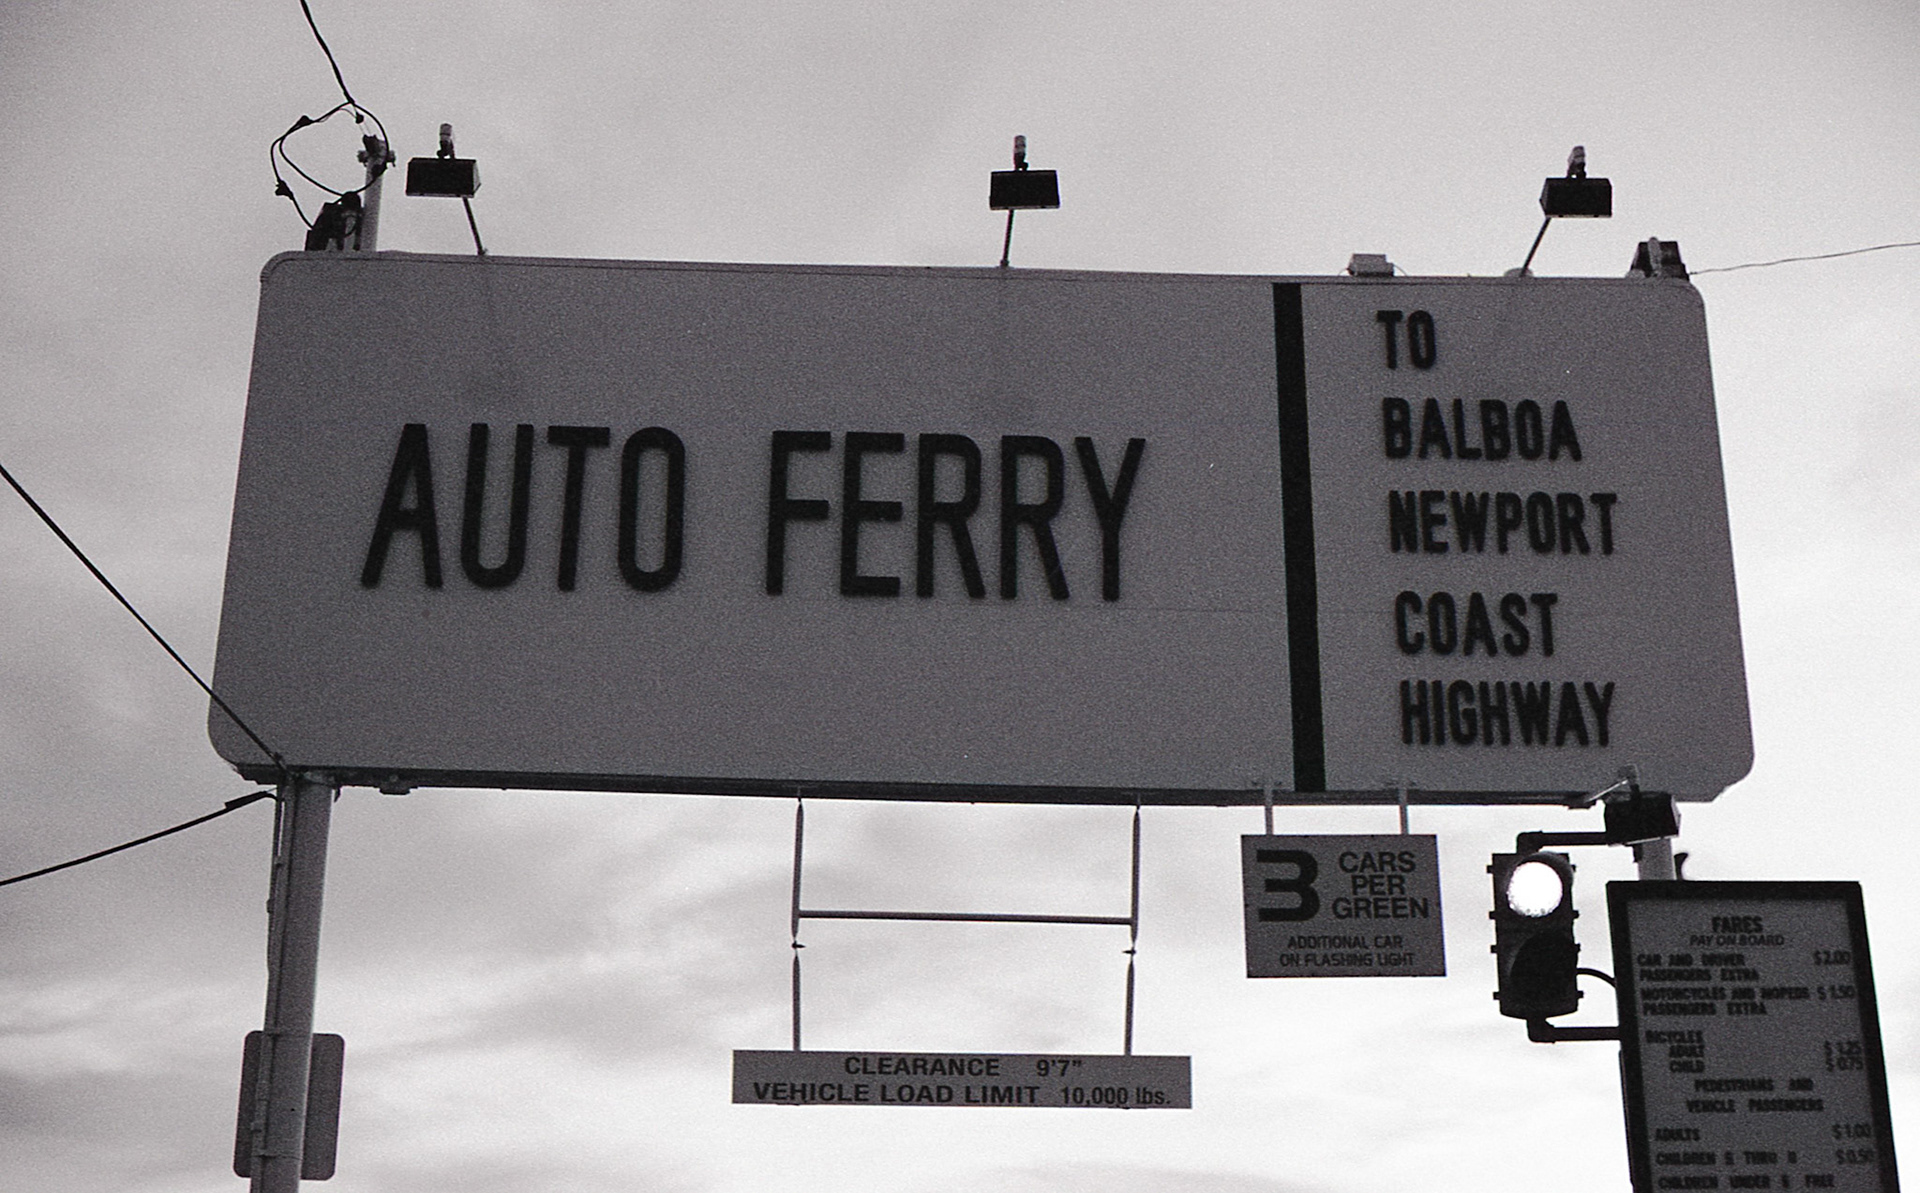 AUTO FERRY
TO
BALBOA
NEWPORT
COAST
HIGHWAY
3 CARS
PER
GREEN
ADDITIONAL CAR
ON FLASHING LIGHT
CLEARANCE 9'7"
VEHICLE LOAD LIMIT 10,000 lbs.
FARES
PAY ON BOARD
CAR AND DRIVER $2.00
PASSENGERS EXTRA
MOTORCYCLES AND MOPEDS $1.50
PASSENGERS EXTRA
BICYCLES
ADULT $1.25
CHILD $0.75
PEDESTRIANS AND
VEHICLE PASSENGERS
ADULTS $1.00
CHILDREN 5 THRU 11 $0.50
CHILDREN UNDER 5 FREE